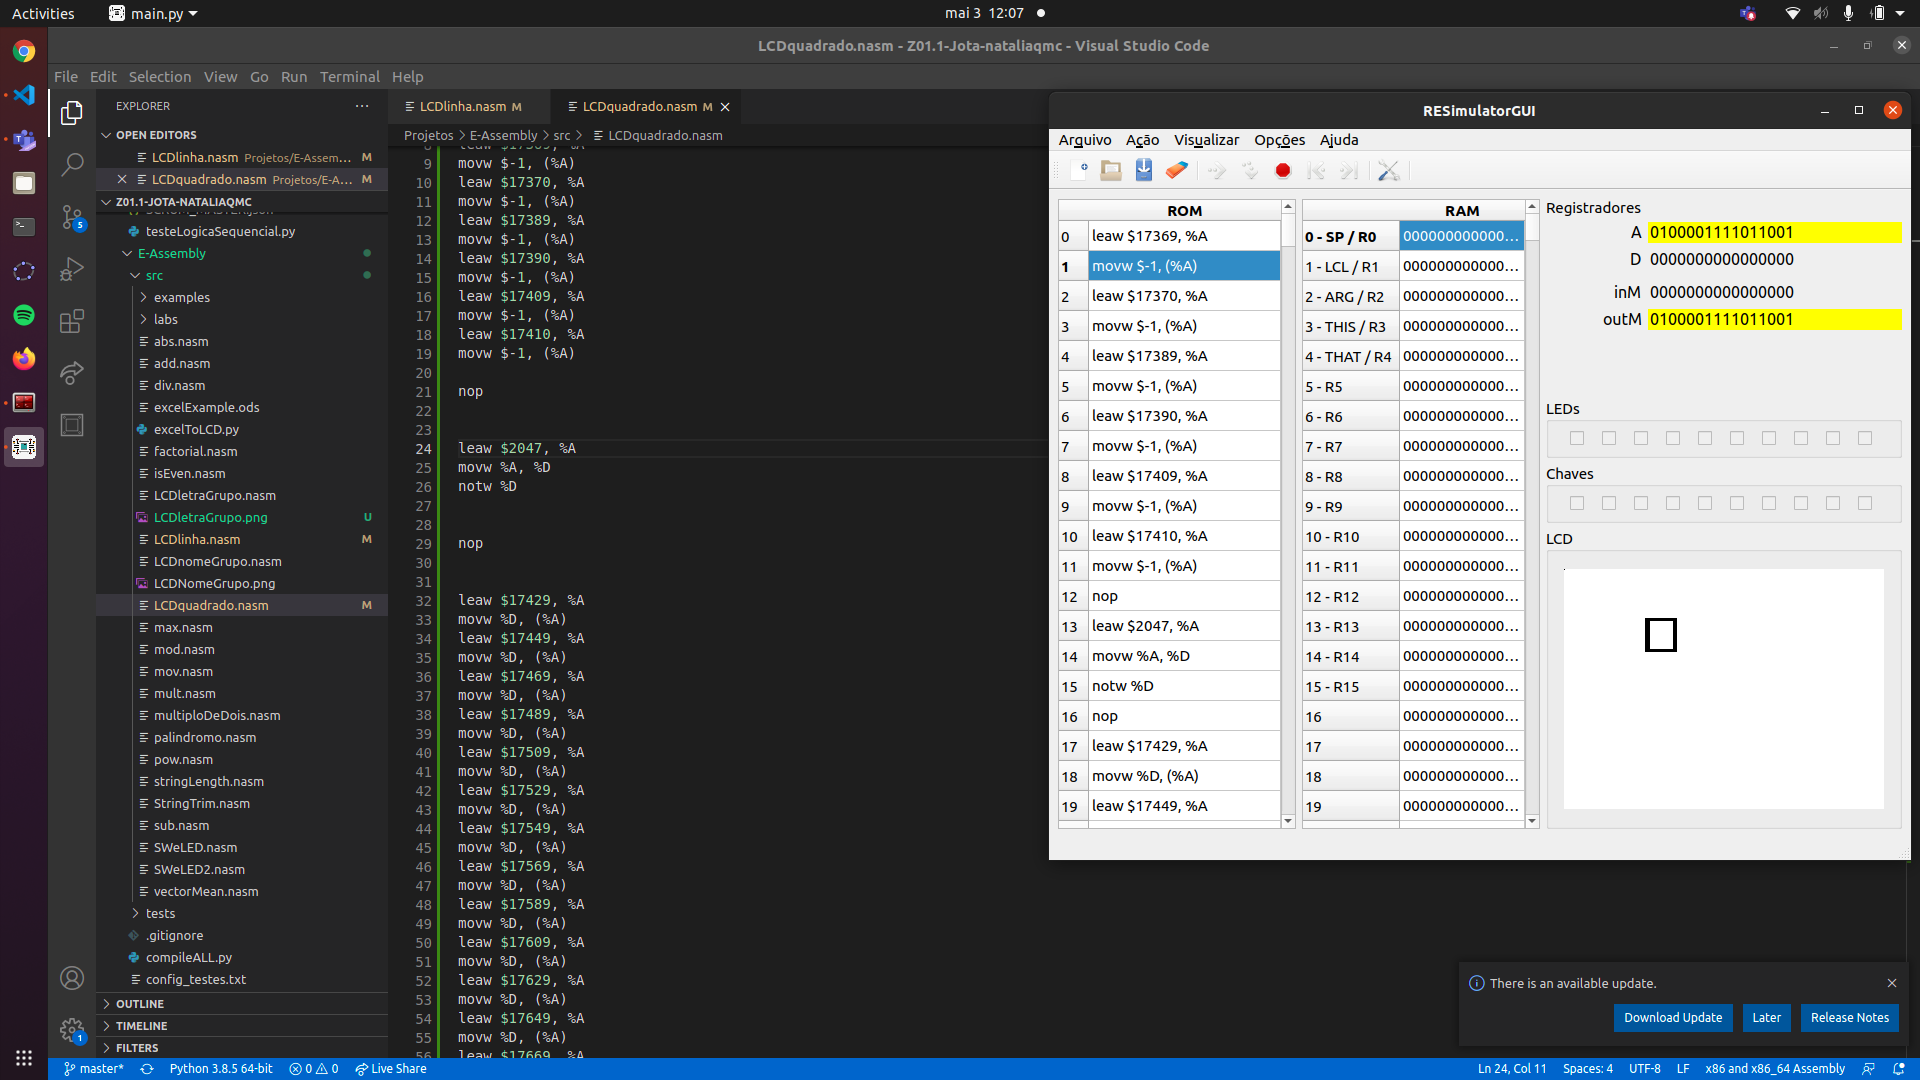 Activities
main.py
mai 3 12:07
LCDquadrado.nasm - Z01.1-Jota-nataliaqmc - Visual Studio Code
File Edit Selection View Go Run Terminal Help
EXPLORER
OPEN EDITORS
LCDlinha.nasm Projetos/E-Assem... M
LCDquadrado.nasm Projetos/E-A... M
Z01.1-JOTA-NATALIAQMC
testeLogicaSequencial.py
E-Assembly
src
examples
labs
abs.nasm
add.nasm
div.nasm
excelExample.ods
excelToLCD.py
factorial.nasm
isEven.nasm
LCDletraGrupo.nasm
LCDletraGrupo.png U
LCDlinha.nasm M
LCDnomeGrupo.nasm
LCDNomeGrupo.png
LCDquadrado.nasm M
max.nasm
mod.nasm
mov.nasm
mult.nasm
multiploDeDois.nasm
palindromo.nasm
pow.nasm
stringLength.nasm
StringTrim.nasm
sub.nasm
SWeLED.nasm
SWeLED2.nasm
vectorMean.nasm
tests
.gitignore
compileALL.py
config_testes.txt
OUTLINE
TIMELINE
FILTERS
5
1
LCDlinha.nasm M
LCDquadrado.nasm M
Projetos > E-Assembly > src > LCDquadrado.nasm
8 leaw $17369, %A
9 movw $-1, (%A)
10 leaw $17370, %A
11 movw $-1, (%A)
12 leaw $17389, %A
13 movw $-1, (%A)
14 leaw $17390, %A
15 movw $-1, (%A)
16 leaw $17409, %A
17 movw $-1, (%A)
18 leaw $17410, %A
19 movw $-1, (%A)
20
21 nop
22
23
24 leaw $2047, %A
25 movw %A, %D
26 notw %D
27
28
29 nop
30
31
32 leaw $17429, %A
33 movw %D, (%A)
34 leaw $17449, %A
35 movw %D, (%A)
36 leaw $17469, %A
37 movw %D, (%A)
38 leaw $17489, %A
39 movw %D, (%A)
40 leaw $17509, %A
41 movw %D, (%A)
42 leaw $17529, %A
43 movw %D, (%A)
44 leaw $17549, %A
45 movw %D, (%A)
46 leaw $17569, %A
47 movw %D, (%A)
48 leaw $17589, %A
49 movw %D, (%A)
50 leaw $17609, %A
51 movw %D, (%A)
52 leaw $17629, %A
53 movw %D, (%A)
54 leaw $17649, %A
55 movw %D, (%A)
56 leaw $17669, %A
RESimulatorGUI
Arquivo Ação Visualizar Opções Ajuda
ROM
0 leaw $17369, %A
1 movw $-1, (%A)
2 leaw $17370, %A
3 movw $-1, (%A)
4 leaw $17389, %A
5 movw $-1, (%A)
6 leaw $17390, %A
7 movw $-1, (%A)
8 leaw $17409, %A
9 movw $-1, (%A)
10 leaw $17410, %A
11 movw $-1, (%A)
12 nop
13 leaw $2047, %A
14 movw %A, %D
15 notw %D
16 nop
17 leaw $17429, %A
18 movw %D, (%A)
19 leaw $17449, %A
RAM
0 - SP / R0 000000000000...
1 - LCL / R1 000000000000...
2 - ARG / R2 000000000000...
3 - THIS / R3 000000000000...
4 - THAT / R4 000000000000...
5 - R5 000000000000...
6 - R6 000000000000...
7 - R7 000000000000...
8 - R8 000000000000...
9 - R9 000000000000...
10 - R10 000000000000...
11 - R11 000000000000...
12 - R12 000000000000...
13 - R13 000000000000...
14 - R14 000000000000...
15 - R15 000000000000...
16 000000000000...
17 000000000000...
18 000000000000...
19 000000000000...
Registradores
A 0100001111011001
D 0000000000000000
inM 0000000000000000
outM 0100001111011001
LEDs
Chaves
LCD
There is an available update.
Download Update Later Release Notes
master* Python 3.8.5 64-bit 0 0 Live Share
Ln 24, Col 11 Spaces: 4 UTF-8 LF x86 and x86_64 Assembly